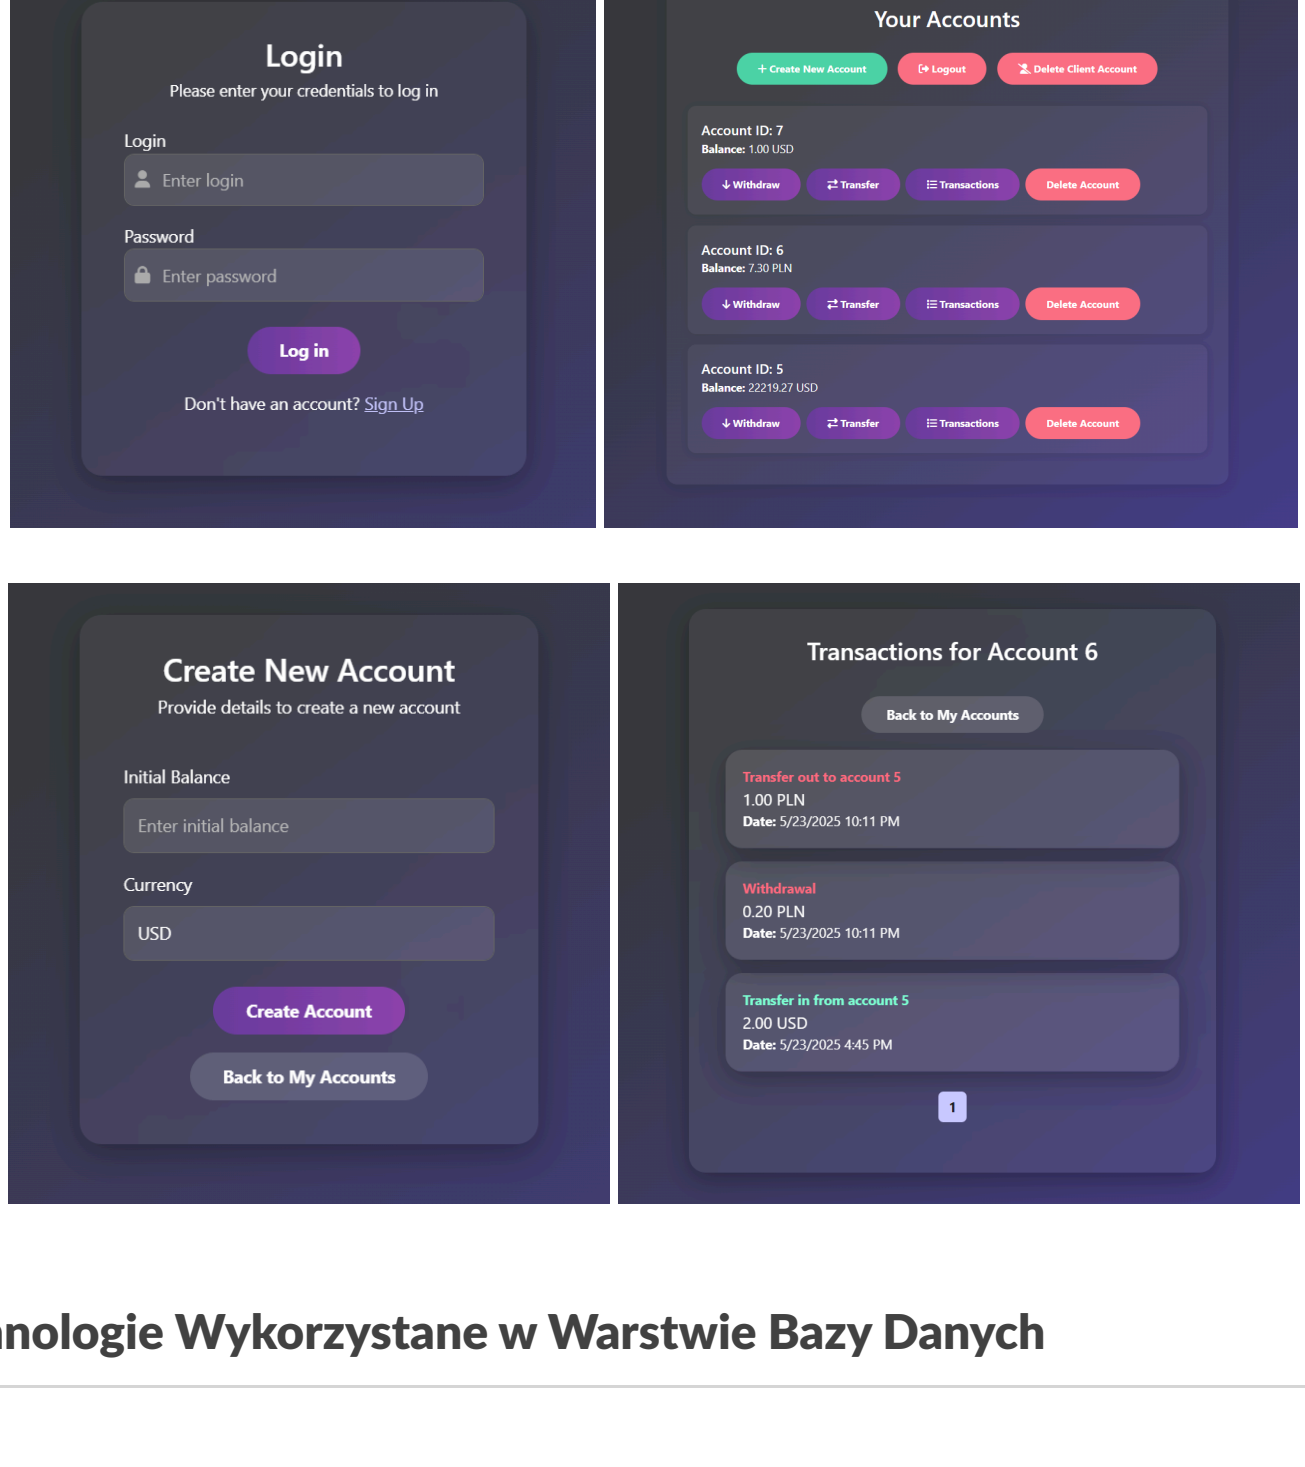 Login
Please enter your credentials to log in
Login
Enter login
Password
Enter password
Log in
Don't have an account? Sign Up
Your Accounts
+ Create New Account
Logout
Delete Client Account
Account ID: 7
Balance: 1.00 USD
Withdraw
Transfer
Transactions
Delete Account
Account ID: 6
Balance: 7.30 PLN
Withdraw
Transfer
Transactions
Delete Account
Account ID: 5
Balance: 22219.27 USD
Withdraw
Transfer
Transactions
Delete Account
Create New Account
Provide details to create a new account
Initial Balance
Enter initial balance
Currency
USD
Create Account
Back to My Accounts
Transactions for Account 6
Back to My Accounts
Transfer out to account 5
1.00 PLN
Date: 5/23/2025 10:11 PM
Withdrawal
0.20 PLN
Date: 5/23/2025 10:11 PM
Transfer in from account 5
2.00 USD
Date: 5/23/2025 4:45 PM
1
nologie Wykorzystane w Warstwie Bazy Danych